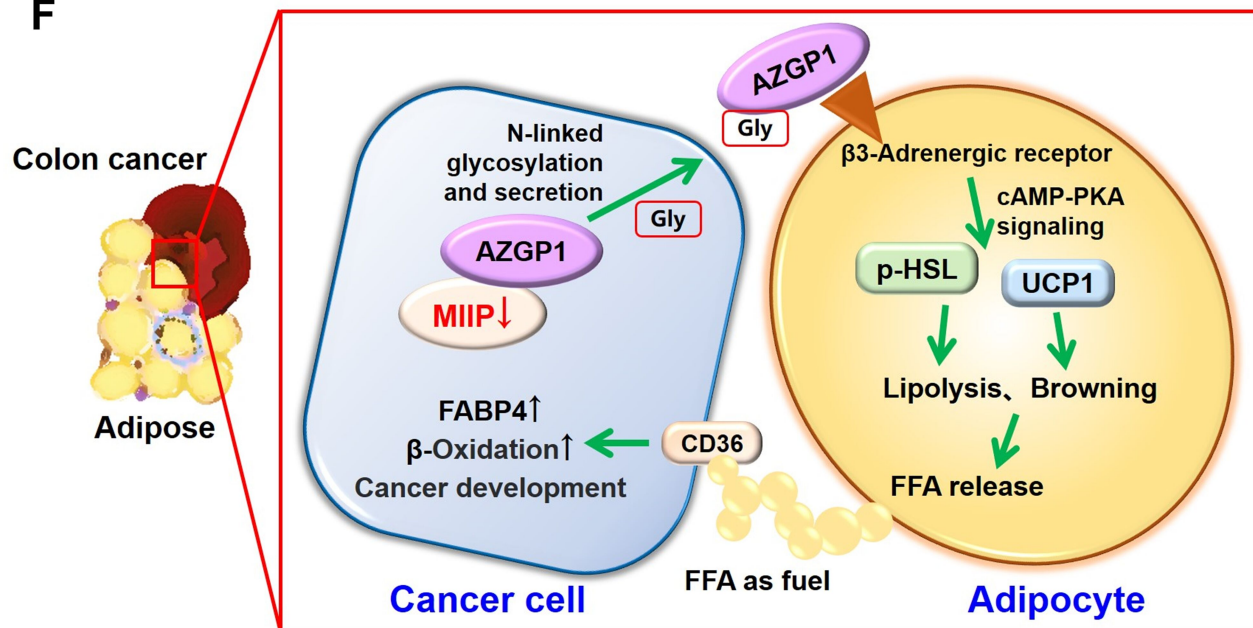 F
Colon cancer
Adipose
N-linked
glycosylation
and secretion
Gly
AZGP1
MIIP↓
FABP4↑
β-Oxidation↑
Cancer development
Cancer cell
AZGP1
Gly
β3-Adrenergic receptor
cAMP-PKA
signaling
p-HSL
UCP1
Lipolysis、Browning
FFA release
CD36
FFA as fuel
Adipocyte